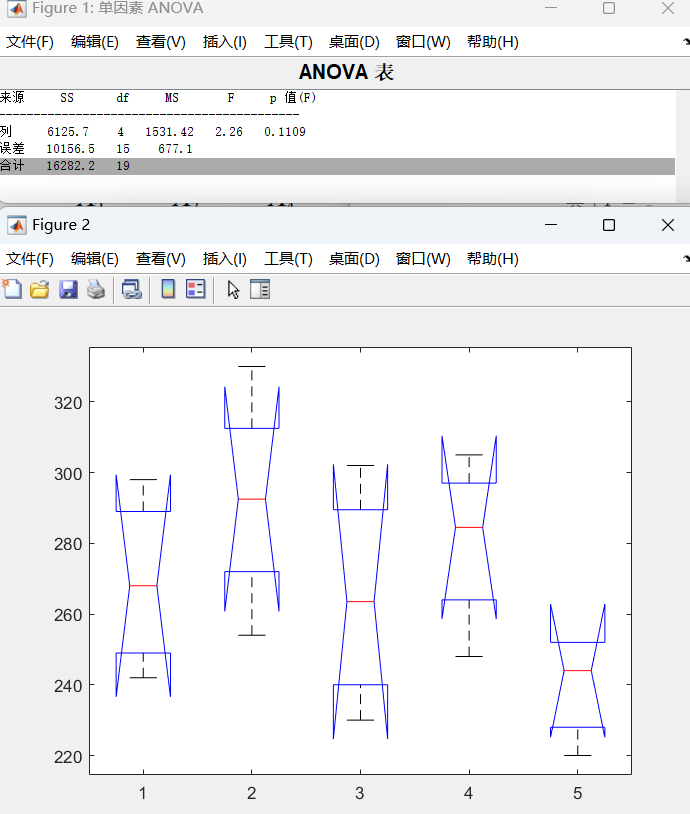 Figure 1: 单因素 ANOVA
文件(F) 编辑(E) 查看(V) 插入(I) 工具(T) 桌面(D) 窗口(W) 帮助(H)
ANOVA 表
来源 SS df MS F p 值(F)
列 6125.7 4 1531.42 2.26 0.1109
误差 10156.5 15 677.1
合计 16282.2 19
Figure 2
文件(F) 编辑(E) 查看(V) 插入(I) 工具(T) 桌面(D) 窗口(W) 帮助(H)
320
300
280
260
240
220
1 2 3 4 5